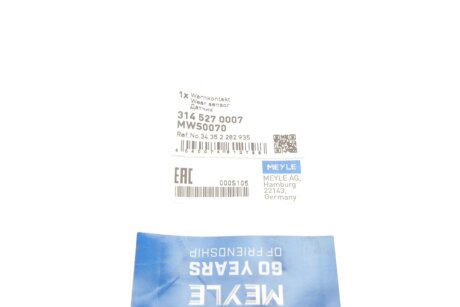 1x Warnkontakt
Wear sensor
Датчик
314 527 0007
MWS0070
Ref.No.34 35 2 282 935
EAC
0005105
MEYLE
MEYLE AG,
Hamburg
22143,
Germany
MEYLE
60 YEARS
OF FRIENDSHIP